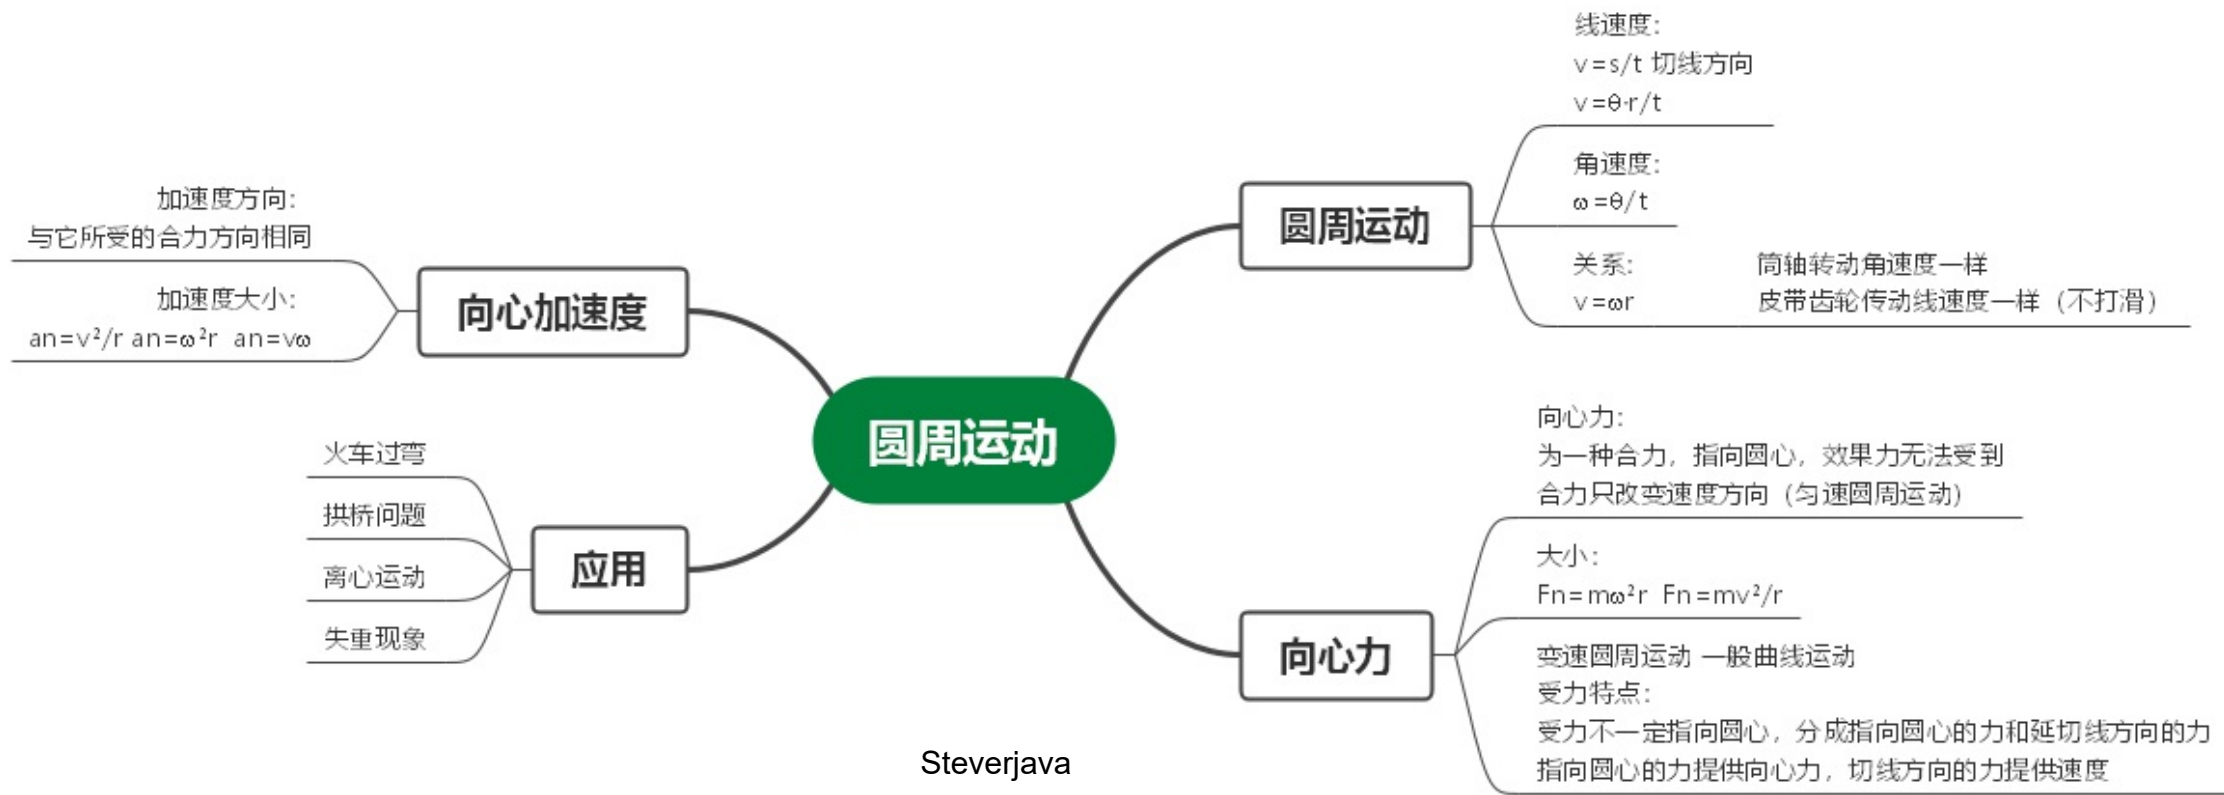 圆周运动
圆周运动
线速度：
v=s/t 切线方向
v=θ·r/t
角速度：
ω=θ/t
关系： 筒轴转动角速度一样
v=ωr 皮带齿轮传动线速度一样（不打滑）
向心力
向心力：
为一种合力，指向圆心，效果力无法受到
合力只改变速度方向（匀速圆周运动）
大小：
Fn=mω²r Fn=mv²/r
变速圆周运动 一般曲线运动
受力特点：
受力不一定指向圆心，分成指向圆心的力和延切线方向的力
指向圆心的力提供向心力，切线方向的力提供速度
向心加速度
加速度方向：
与它所受的合力方向相同
加速度大小：
an=v²/r an=ω²r an=vω
应用
火车过弯
拱桥问题
离心运动
失重现象
Steverjava